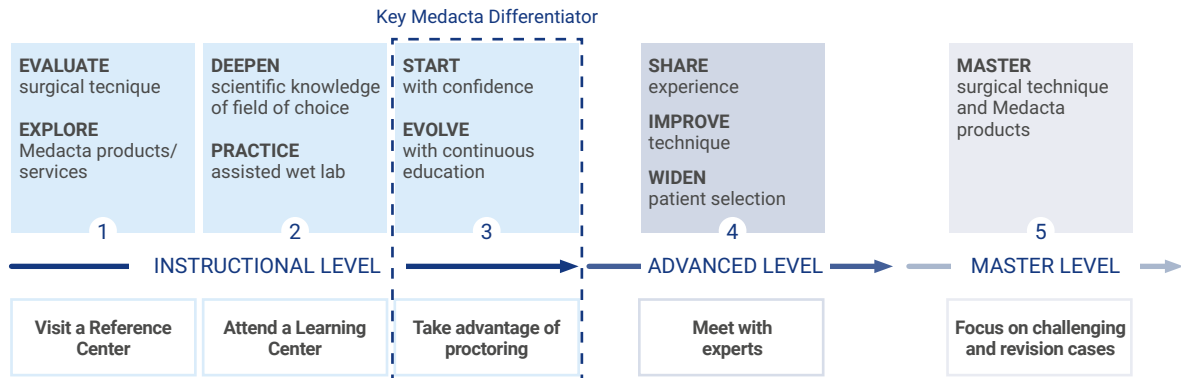 Key Medacta Differentiator
EVALUATE
surgical tecnique
EXPLORE
Medacta products/
services
1
DEEPEN
scientific knowledge
of field of choice
PRACTICE
assisted wet lab
2
START
with confidence
EVOLVE
with continuous
education
3
SHARE
experience
IMPROVE
technique
WIDEN
patient selection
4
MASTER
surgical technique
and Medacta
products
5
INSTRUCTIONAL LEVEL
ADVANCED LEVEL
MASTER LEVEL
Visit a Reference
Center
Attend a Learning
Center
Take advantage of
proctoring
Meet with
experts
Focus on challenging
and revision cases